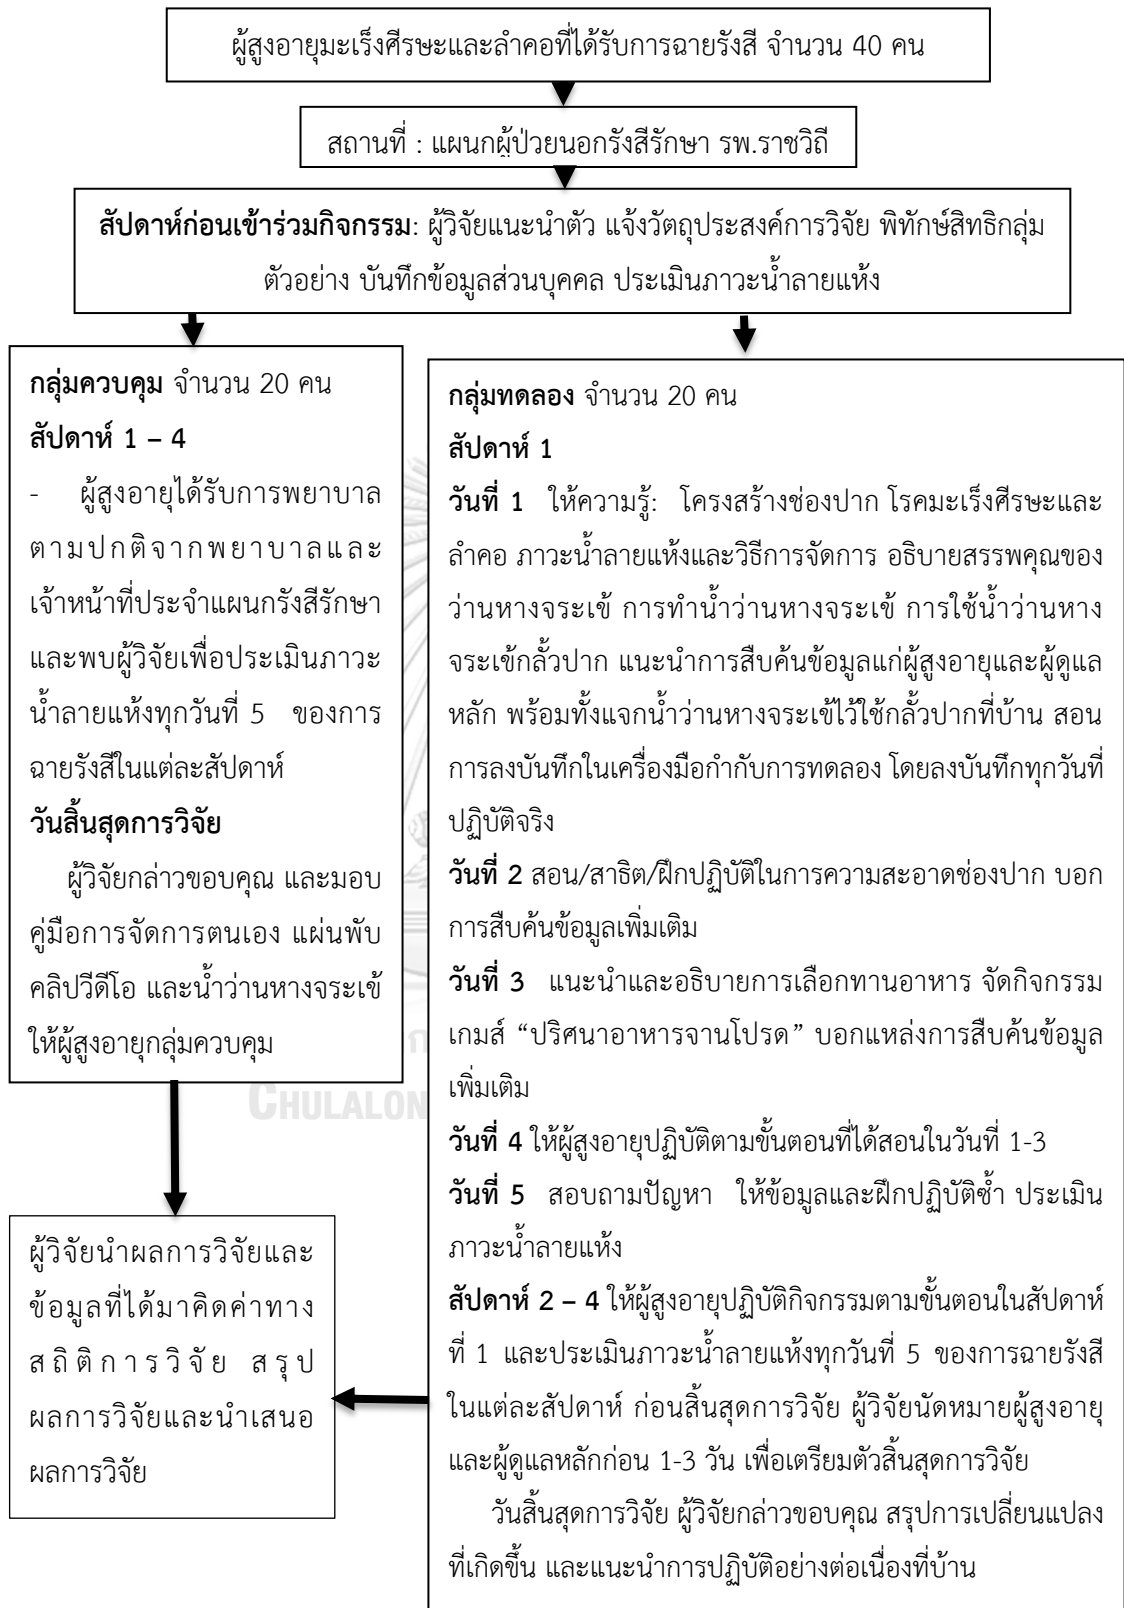 ผู้สูงอายุมะเร็งศีรษะและลำคอที่ได้รับการฉายรังสี จำนวน 40 คน
สถานที่ : แผนกผู้ป่วยนอกรังสีรักษา รพ.ราชวิถี
สัปดาห์ก่อนเข้าร่วมกิจกรรม: ผู้วิจัยแนะนำตัว แจ้งวัตถุประสงค์การวิจัย พิทักษ์สิทธิกลุ่ม
ตัวอย่าง บันทึกข้อมูลส่วนบุคคล ประเมินภาวะน้ำลายแห้ง
กลุ่มควบคุม จำนวน 20 คน
สัปดาห์ 1 – 4
- ผู้สูงอายุได้รับการพยาบาล
ตามปกติจากพยาบาลและ
เจ้าหน้าที่ประจำแผนกรังสีรักษา
และพบผู้วิจัยเพื่อประเมินภาวะ
น้ำลายแห้งทุกวันที่ 5 ของการ
ฉายรังสีในแต่ละสัปดาห์
วันสิ้นสุดการวิจัย
ผู้วิจัยกล่าวขอบคุณ และมอบ
คู่มือการจัดการตนเอง แผ่นพับ
คลิปวีดีโอ และน้ำว่านหางจระเข้
ให้ผู้สูงอายุกลุ่มควบคุม
กลุ่มทดลอง จำนวน 20 คน
สัปดาห์ 1
วันที่ 1 ให้ความรู้: โครงสร้างช่องปาก โรคมะเร็งศีรษะและ
ลำคอ ภาวะน้ำลายแห้งและวิธีการจัดการ อธิบายสรรพคุณของ
ว่านหางจระเข้ การทำน้ำว่านหางจระเข้ การใช้น้ำว่านหาง
จระเข้กลั้วปาก แนะนำการสืบค้นข้อมูลแก่ผู้สูงอายุและผู้ดูแล
หลัก พร้อมทั้งแจกน้ำว่านหางจระเข้ไว้ใช้กลั้วปากที่บ้าน สอน
การลงบันทึกในเครื่องมือกำกับการทดลอง โดยลงบันทึกทุกวันที่
ปฏิบัติจริง
วันที่ 2 สอน/สาธิต/ฝึกปฏิบัติในการความสะอาดช่องปาก บอก
การสืบค้นข้อมูลเพิ่มเติม
วันที่ 3 แนะนำและอธิบายการเลือกทานอาหาร จัดกิจกรรม
เกมส์ “ปริศนาอาหารจานโปรด” บอกแหล่งการสืบค้นข้อมูล
เพิ่มเติม
วันที่ 4 ให้ผู้สูงอายุปฏิบัติตามขั้นตอนที่ได้สอนในวันที่ 1-3
วันที่ 5 สอบถามปัญหา ให้ข้อมูลและฝึกปฏิบัติซ้ำ ประเมิน
ภาวะน้ำลายแห้ง
สัปดาห์ 2 – 4 ให้ผู้สูงอายุปฏิบัติกิจกรรมตามขั้นตอนในสัปดาห์
ที่ 1 และประเมินภาวะน้ำลายแห้งทุกวันที่ 5 ของการฉายรังสี
ในแต่ละสัปดาห์ ก่อนสิ้นสุดการวิจัย ผู้วิจัยนัดหมายผู้สูงอายุ
และผู้ดูแลหลักก่อน 1-3 วัน เพื่อเตรียมตัวสิ้นสุดการวิจัย
วันสิ้นสุดการวิจัย ผู้วิจัยกล่าวขอบคุณ สรุปการเปลี่ยนแปลง
ที่เกิดขึ้น และแนะนำการปฏิบัติอย่างต่อเนื่องที่บ้าน
CHULALON
ผู้วิจัยนำผลการวิจัยและ
ข้อมูลที่ได้มาคิดค่าทาง
สถิติการวิจัย สรุป
ผลการวิจัยและนำเสนอ
ผลการวิจัย